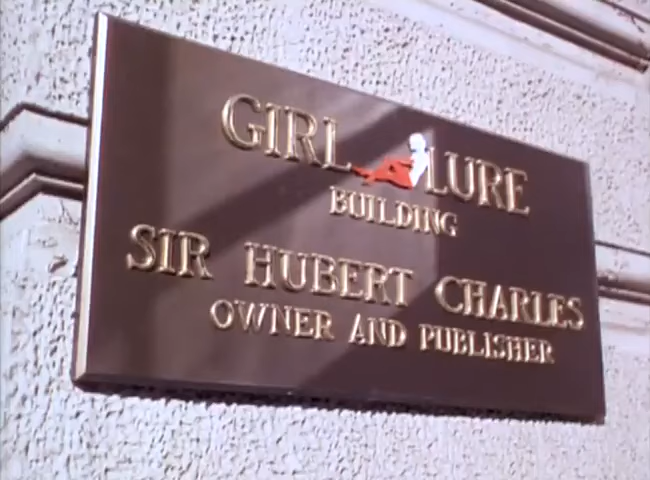 GIRL LURE
BUILDING
SIR HUBERT CHARLES
OWNER AND PUBLISHER